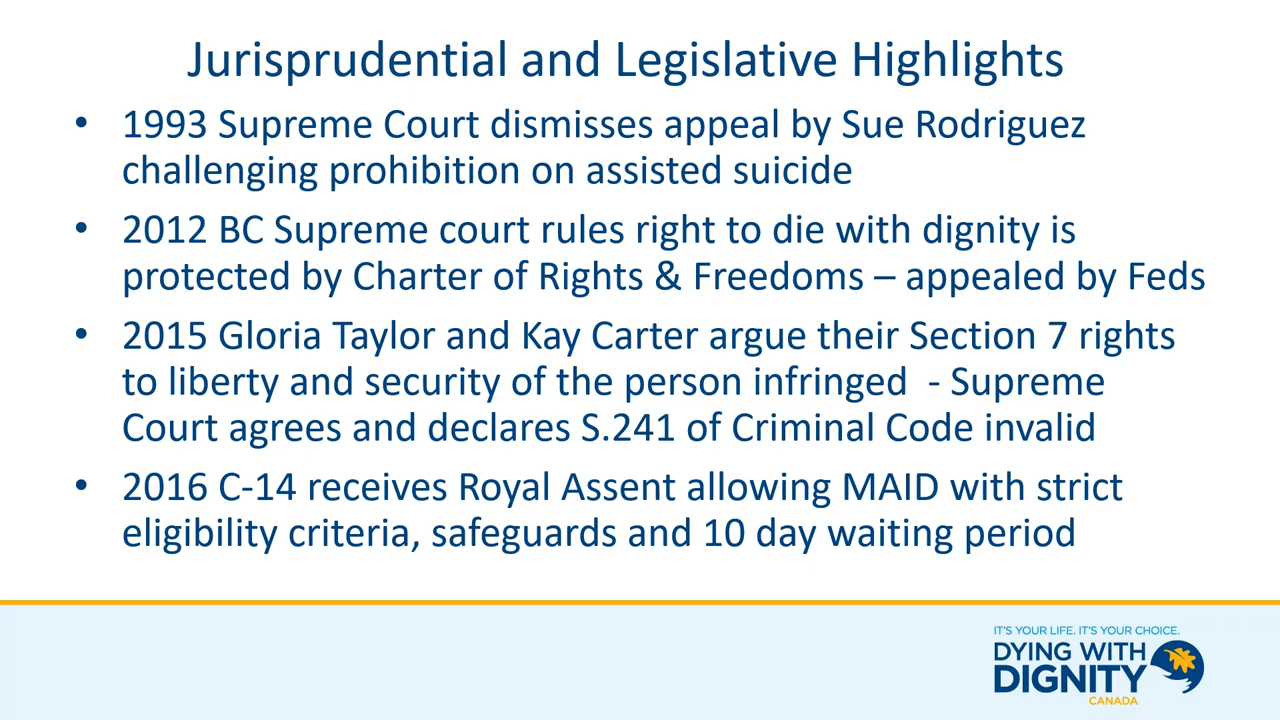 Jurisprudential and Legislative Highlights
• 1993 Supreme Court dismisses appeal by Sue Rodriguez
challenging prohibition on assisted suicide
• 2012 BC Supreme court rules right to die with dignity is
protected by Charter of Rights & Freedoms – appealed by Feds
• 2015 Gloria Taylor and Kay Carter argue their Section 7 rights
to liberty and security of the person infringed - Supreme
Court agrees and declares S.241 of Criminal Code invalid
• 2016 C-14 receives Royal Assent allowing MAID with strict
eligibility criteria, safeguards and 10 day waiting period
IT'S YOUR LIFE. IT'S YOUR CHOICE.
DYING WITH
DIGNITY
CANADA